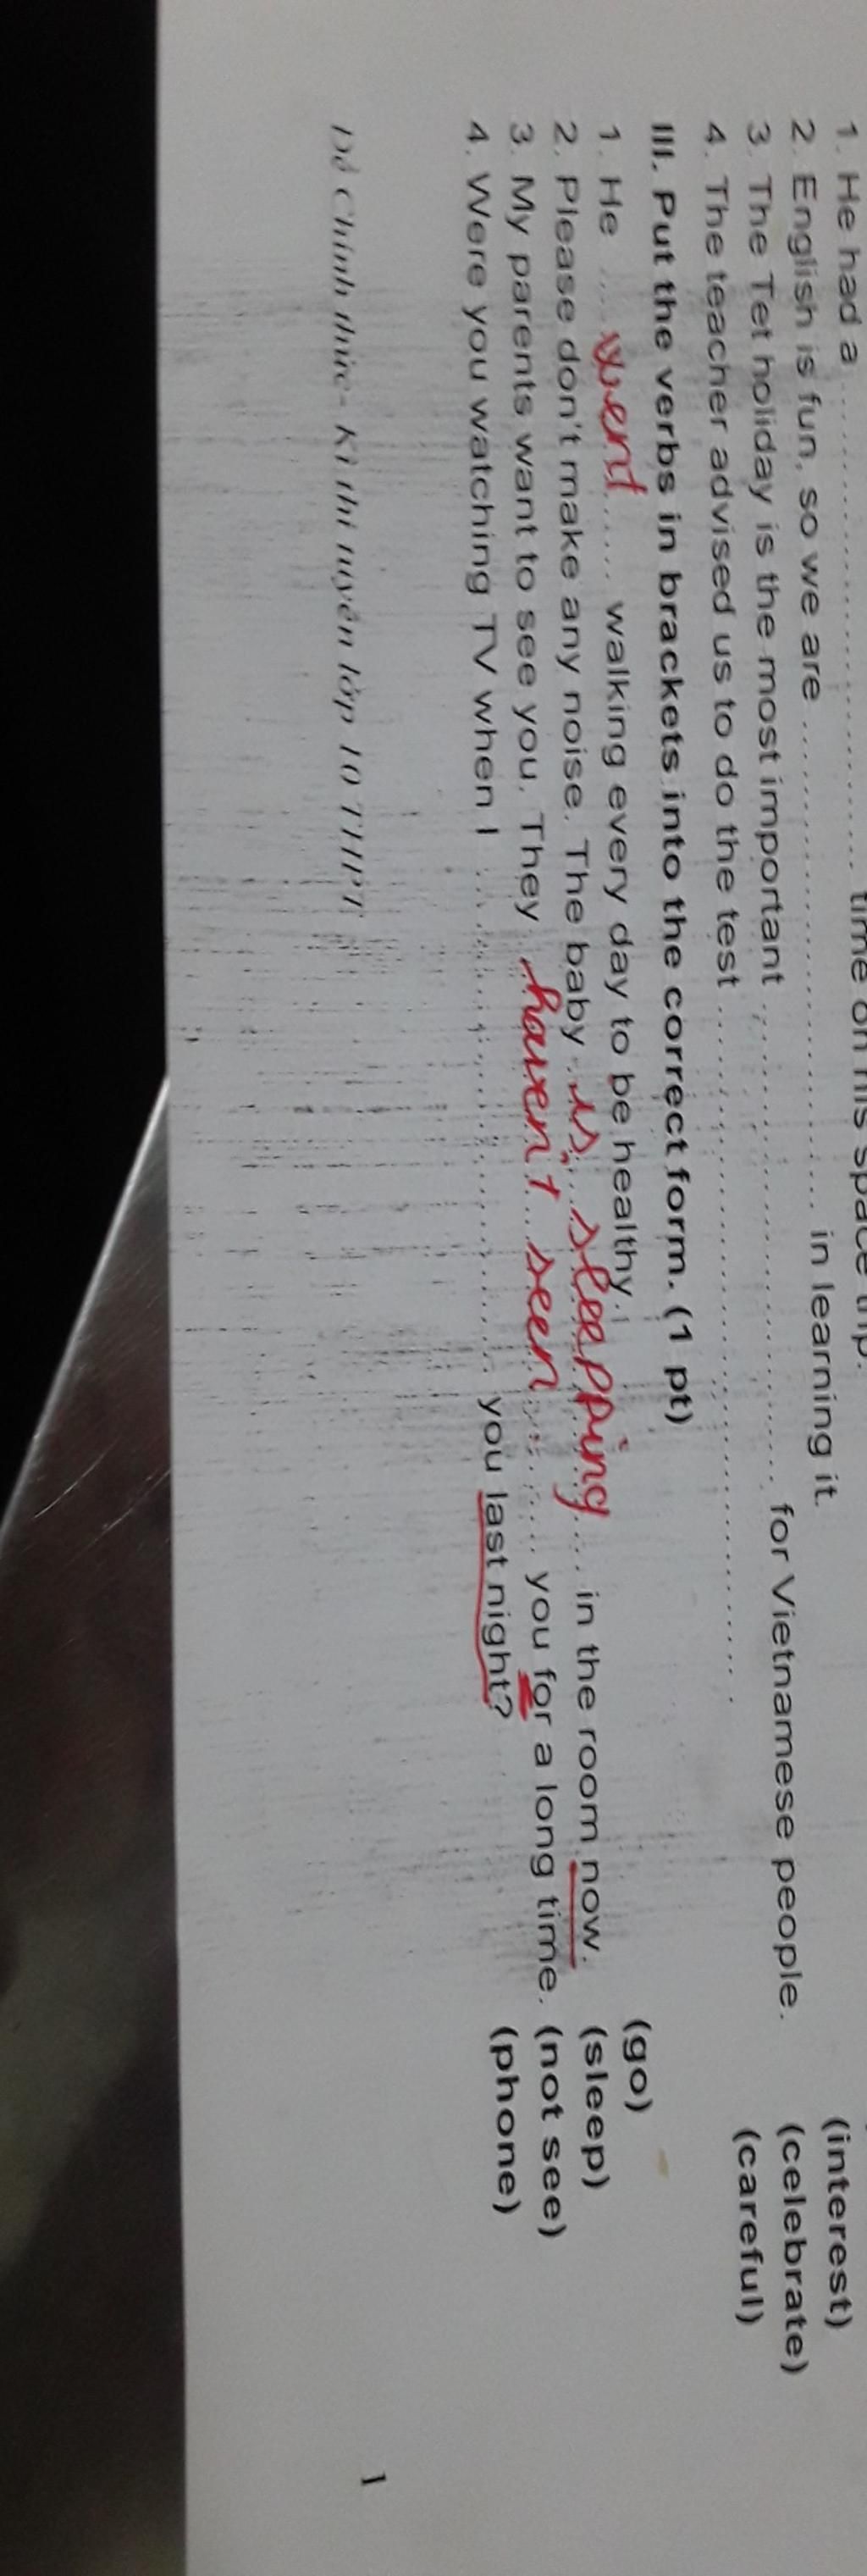 1. He had a .................... time on his space trip.
2. English is fun, so we are .................... in learning it. (interest)
3. The Tet holiday is the most important .................... for Vietnamese people. (celebrate)
4. The teacher advised us to do the test .................... (careful)
III. Put the verbs in brackets into the correct form. (1 pt)
1. He .... went ..... walking every day to be healthy. (go)
2. Please don't make any noise. The baby .. is sleepping .... in the room now. (sleep)
3. My parents want to see you. They . haven't seen ........ you for a long time. (not see)
4. Were you watching TV when I .................... you last night? (phone)
Đề Chính thức- Kì thi tuyển lớp 10 THPT
1